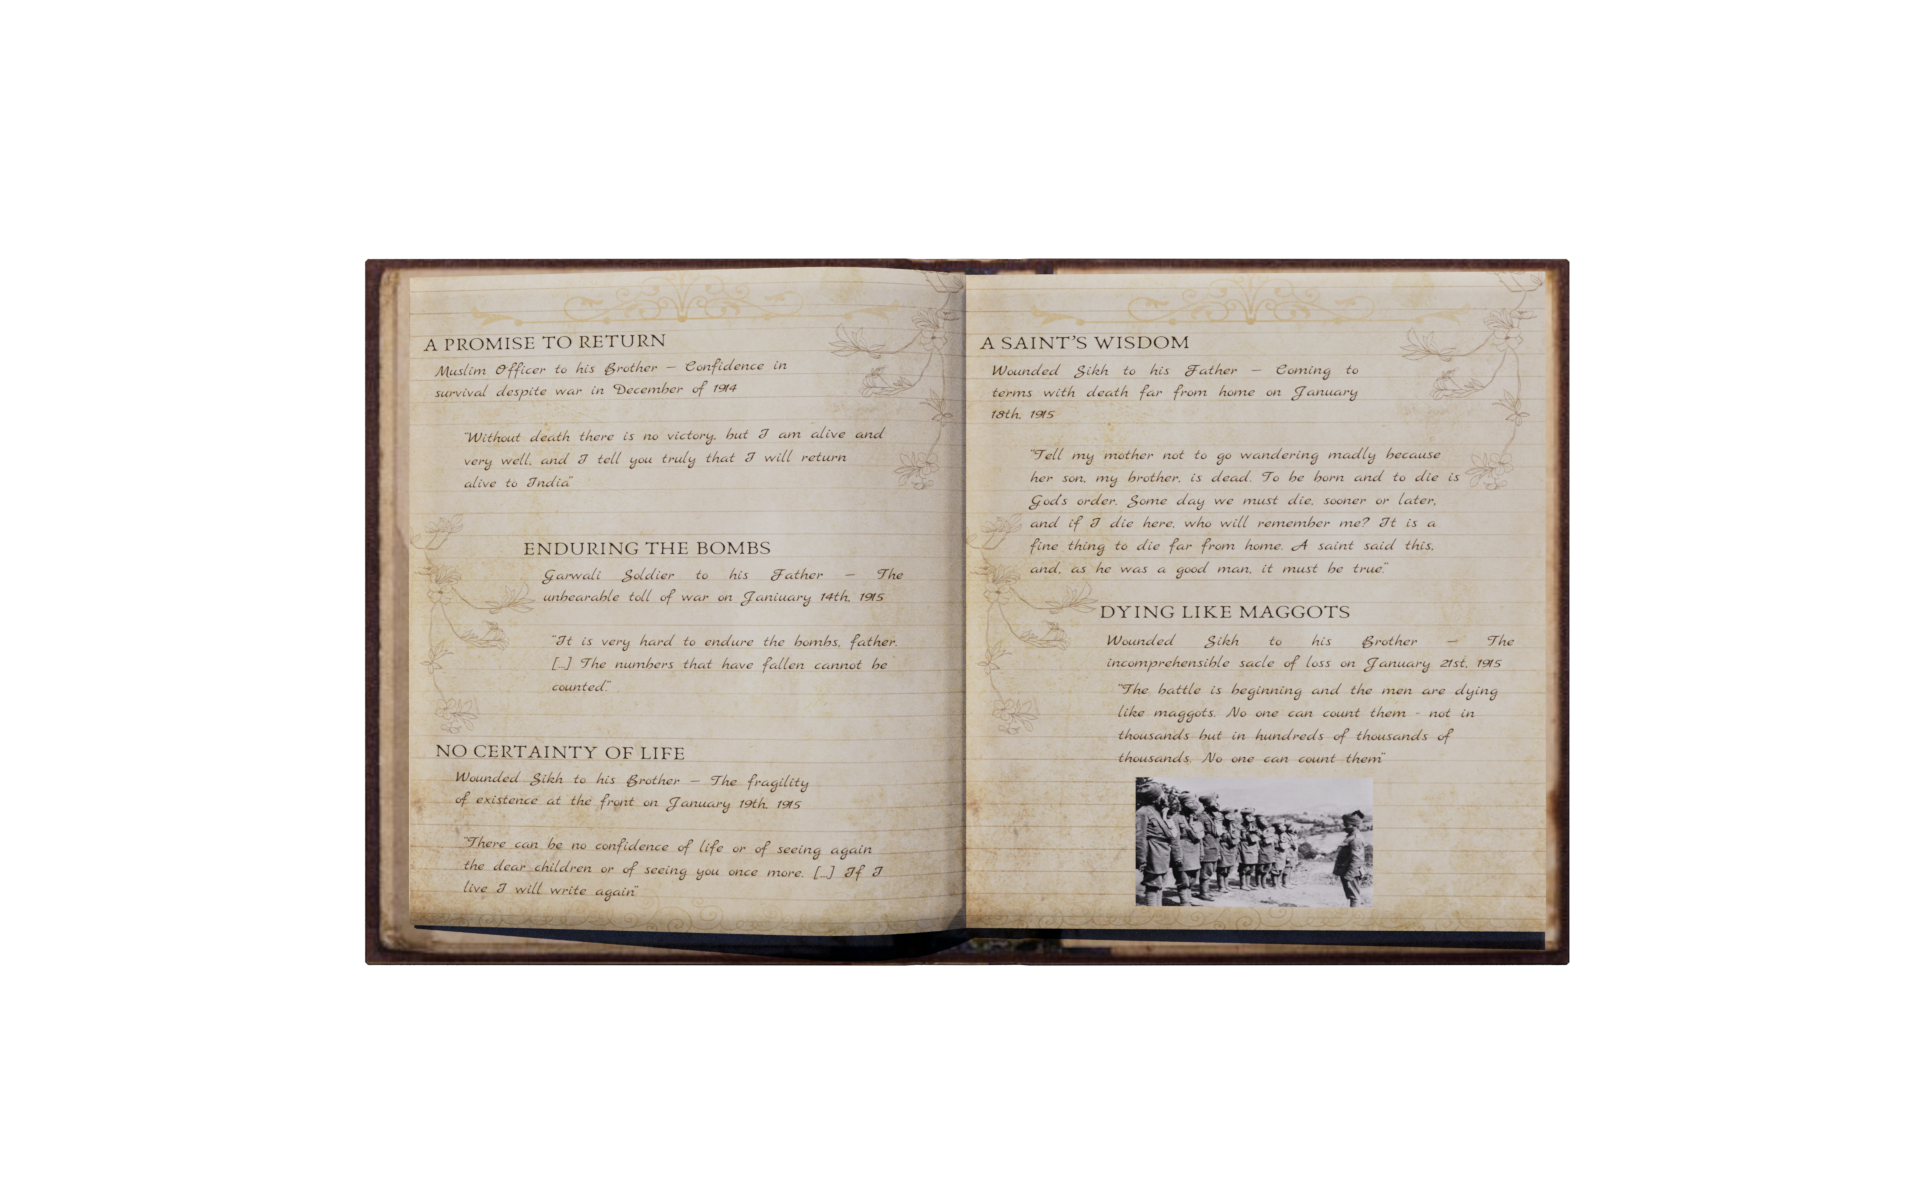 A PROMISE TO RETURN
Muslim Officer to his Brother – Confidence in
survival despite war in December of 1914
"Without death there is no victory, but I am alive and
very well, and I tell you truly that I will return
alive to India"
ENDURING THE BOMBS
Garwali Soldier to his Father – The
unbearable toll of war on Janiuary 14th, 1915
"It is very hard to endure the bombs, father.
[...] The numbers that have fallen cannot be
counted."
NO CERTAINTY OF LIFE
Wounded Sikh to his Brother – The fragility
of existence at the front on January 19th, 1915
"There can be no confidence of life or of seeing again
the dear children or of seeing you once more. [...] If I
live I will write again"
A SAINT'S WISDOM
Wounded Sikh to his Father – Coming to
terms with death far from home on January
18th, 1915
"Tell my mother not to go wandering madly because
her son, my brother, is dead. To be born and to die is
God's order. Some day we must die, sooner or later,
and if I die here, who will remember me? It is a
fine thing to die far from home. A saint said this,
and, as he was a good man, it must be true."
DYING LIKE MAGGOTS
Wounded Sikh to his Brother – The
incomprehensible sacle of loss on January 21st, 1915
"The battle is beginning and the men are dying
like maggots. No one can count them - not in
thousands but in hundreds of thousands of
thousands. No one can count them"